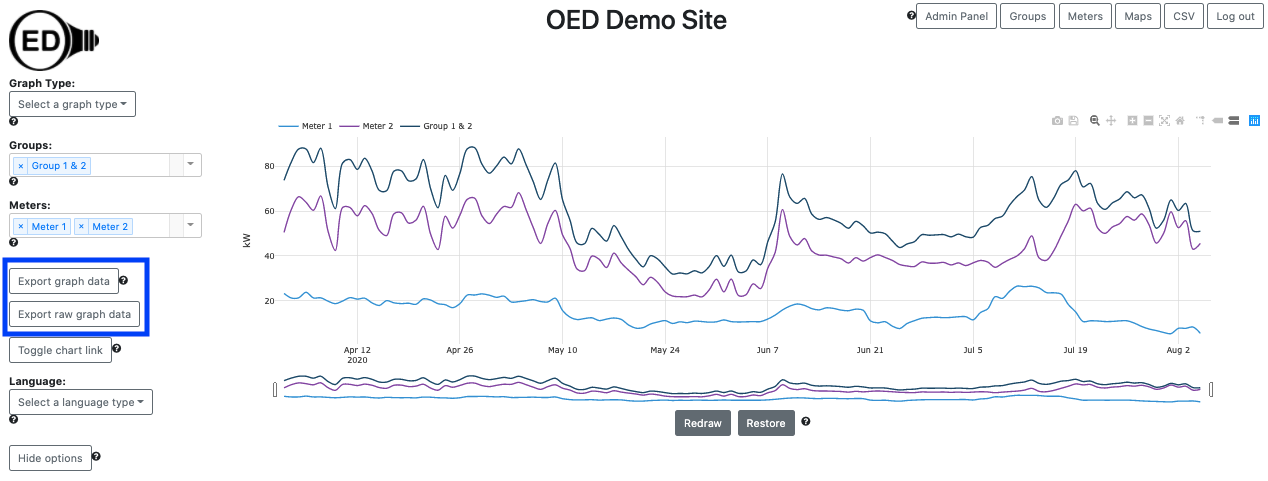 OED Demo Site
Admin Panel Groups Meters Maps CSV Log out
ED
Graph Type:
Select a graph type
Groups:
× Group 1 & 2
Meters:
× Meter 1 × Meter 2
Export graph data
Export raw graph data
Toggle chart link
Language:
Select a language type
Hide options
Meter 1 Meter 2 Group 1 & 2
kW
80
60
40
20
Apr 12 Apr 26 May 10 May 24 Jun 7 Jun 21 Jul 5 Jul 19 Aug 2
2020
Redraw Restore